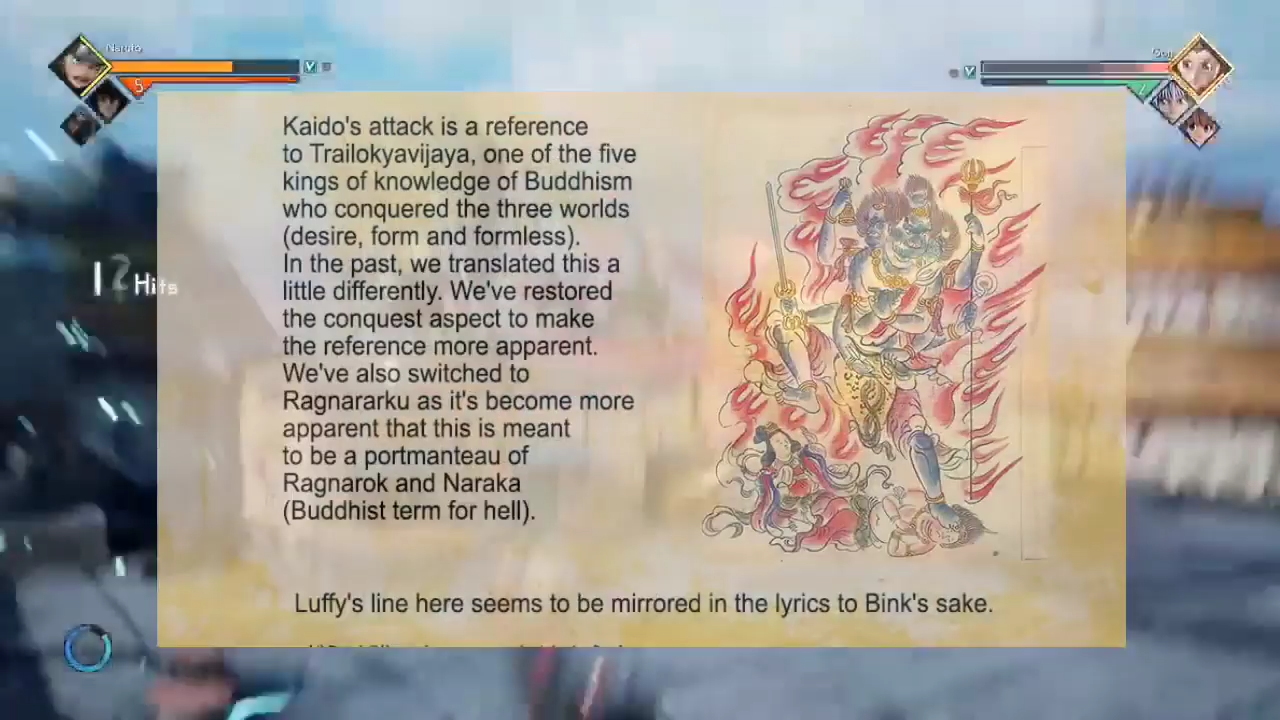 Naruto
Gon
5
12 Hits
Kaido's attack is a reference
to Trailokyavijaya, one of the five
kings of knowledge of Buddhism
who conquered the three worlds
(desire, form and formless).
In the past, we translated this a
little differently. We've restored
the conquest aspect to make
the reference more apparent.
We've also switched to
Ragnararku as it's become more
apparent that this is meant
to be a portmanteau of
Ragnarok and Naraka
(Buddhist term for hell).
Luffy's line here seems to be mirrored in the lyrics to Bink's sake.